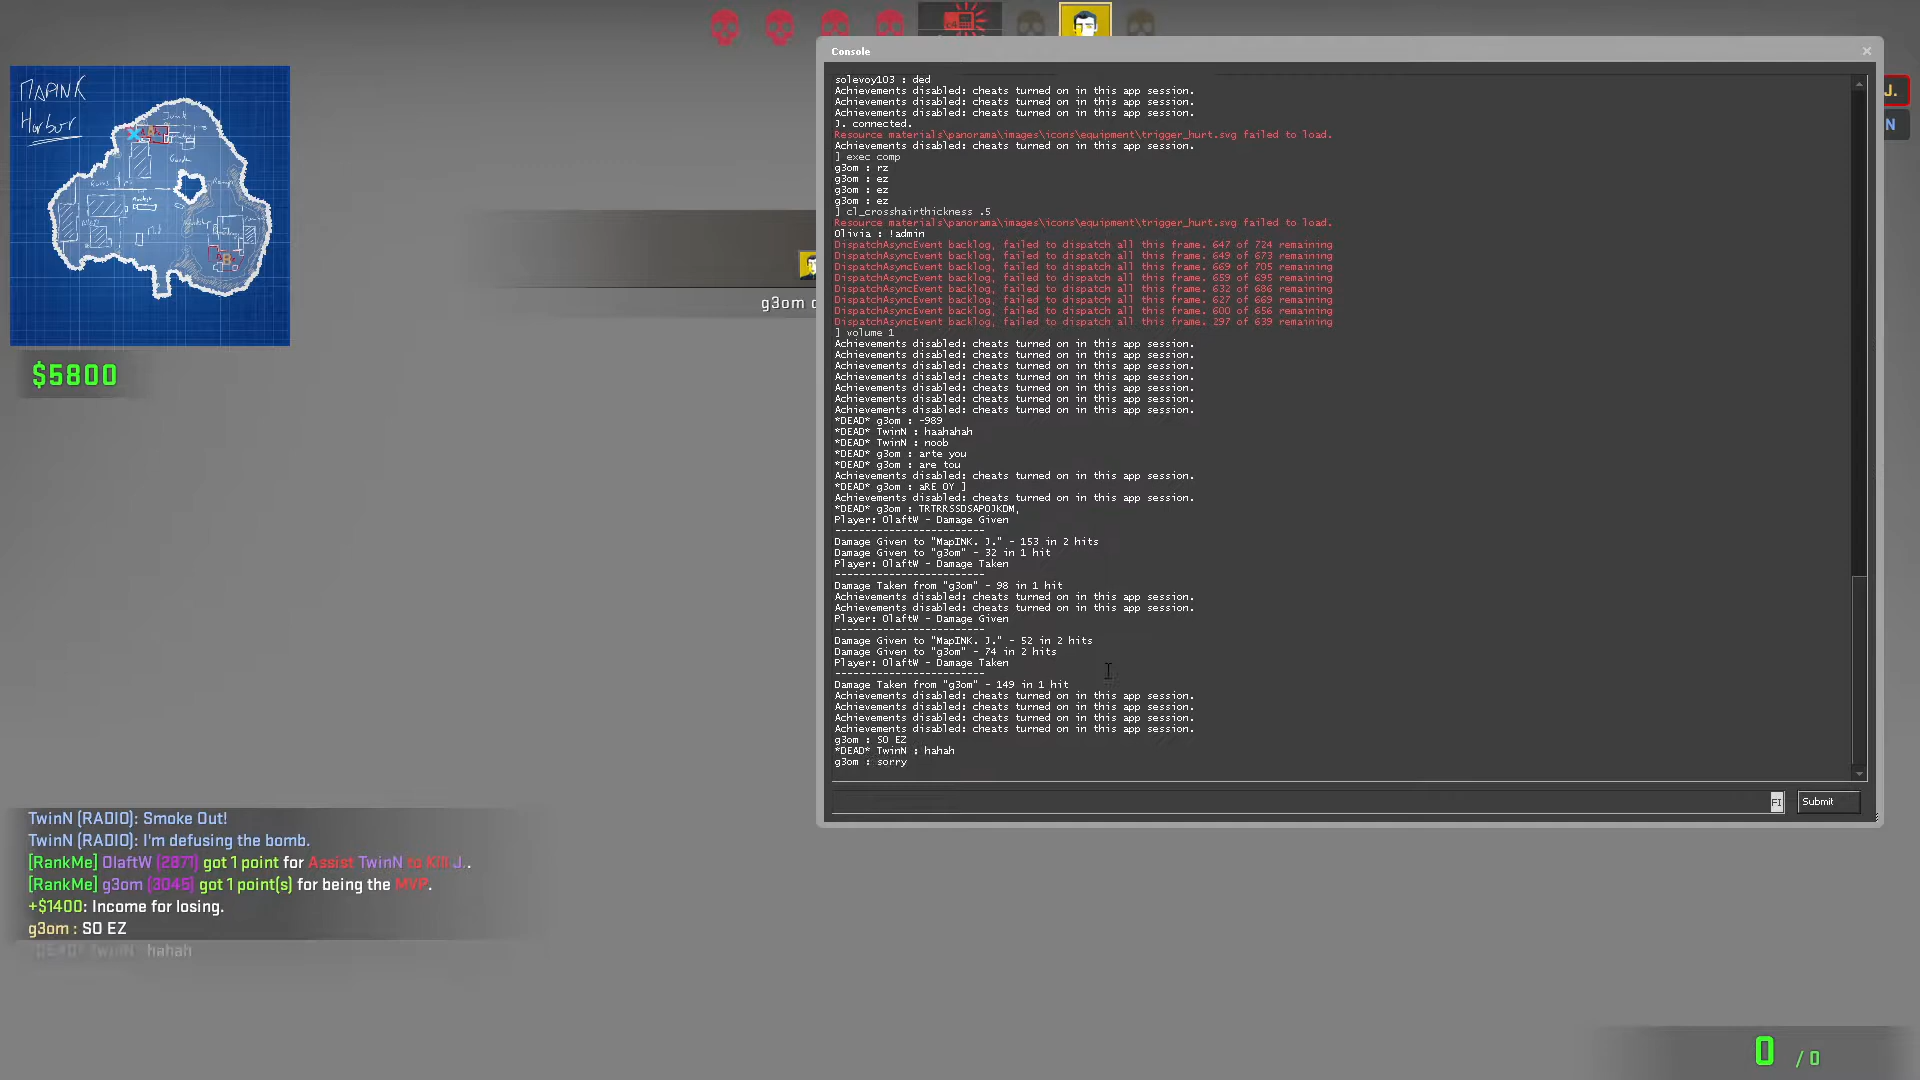 c4
Console
MAPINK
Harbor
Junk
Garden
J.
N
solevoy103 : ded
Achievements disabled: cheats turned on in this app session.
Achievements disabled: cheats turned on in this app session.
Achievements disabled: cheats turned on in this app session.
J. connected.
Resource materials\panorama\images\icons\equipment\trigger_hurt.svg failed to load.
Achievements disabled: cheats turned on in this app session.
] exec comp
g3om : rz
g3om : ez
g3om : ez
g3om : ez
] cl_crosshairthickness .5
Resource materials\panorama\images\icons\equipment\trigger_hurt.svg failed to load.
Olivia : !admin
DispatchAsyncEvent backlog, failed to dispatch all this frame. 647 of 724 remaining
DispatchAsyncEvent backlog, failed to dispatch all this frame. 649 of 673 remaining
DispatchAsyncEvent backlog, failed to dispatch all this frame. 669 of 705 remaining
DispatchAsyncEvent backlog, failed to dispatch all this frame. 659 of 695 remaining
DispatchAsyncEvent backlog, failed to dispatch all this frame. 632 of 686 remaining
DispatchAsyncEvent backlog, failed to dispatch all this frame. 627 of 669 remaining
DispatchAsyncEvent backlog, failed to dispatch all this frame. 600 of 656 remaining
DispatchAsyncEvent backlog, failed to dispatch all this frame. 297 of 639 remaining
] volume 1
Achievements disabled: cheats turned on in this app session.
Achievements disabled: cheats turned on in this app session.
Achievements disabled: cheats turned on in this app session.
Achievements disabled: cheats turned on in this app session.
Achievements disabled: cheats turned on in this app session.
Achievements disabled: cheats turned on in this app session.
Achievements disabled: cheats turned on in this app session.
*DEAD* g3om : -989
*DEAD* TwinN : haahahah
*DEAD* TwinN : noob
*DEAD* g3om : arte you
*DEAD* g3om : are tou
Achievements disabled: cheats turned on in this app session.
*DEAD* g3om : aRE OY ]
Achievements disabled: cheats turned on in this app session.
*DEAD* g3om : TRTRRSSDSAPOJKDM,
Player: OlaftW - Damage Given
-------------------------
Damage Given to "MapINK. J." - 153 in 2 hits
Damage Given to "g3om" - 32 in 1 hit
Player: OlaftW - Damage Taken
-------------------------
Damage Taken from "g3om" - 98 in 1 hit
Achievements disabled: cheats turned on in this app session.
Achievements disabled: cheats turned on in this app session.
Player: OlaftW - Damage Given
-------------------------
Damage Given to "MapINK. J." - 52 in 2 hits
Damage Given to "g3om" - 74 in 2 hits
Player: OlaftW - Damage Taken
-------------------------
Damage Taken from "g3om" - 149 in 1 hit
Achievements disabled: cheats turned on in this app session.
Achievements disabled: cheats turned on in this app session.
Achievements disabled: cheats turned on in this app session.
Achievements disabled: cheats turned on in this app session.
g3om : SO EZ
*DEAD* TwinN : hahah
g3om : sorry
FI
Submit
g3om
$5800
TwinN (RADIO): Smoke Out!
TwinN (RADIO): I'm defusing the bomb.
[RankMe] OlaftW (2871) got 1 point for Assist TwinN to Kill J..
[RankMe] g3om (3045) got 1 point(s) for being the MVP.
+$1400: Income for losing.
g3om : SO EZ
*DEAD* TwinN : hahah
0 / 0